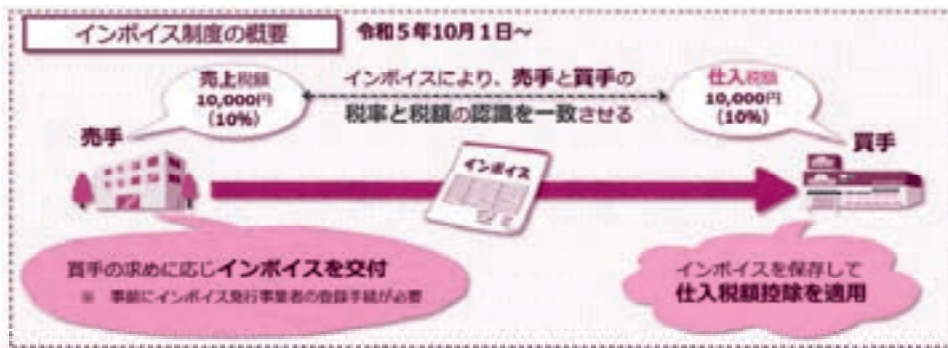 インボイス制度の概要
令和5年10月1日~
売上税額
10,000円
(10%)
インボイスにより、売手と買手の
税率と税額の認識を一致させる
仕入税額
10,000円
(10%)
売手
買手
インボイス
買手の求めに応じインボイスを交付
※ 事前にインボイス発行事業者の登録手続が必要
インボイスを保存して
仕入税額控除を適用